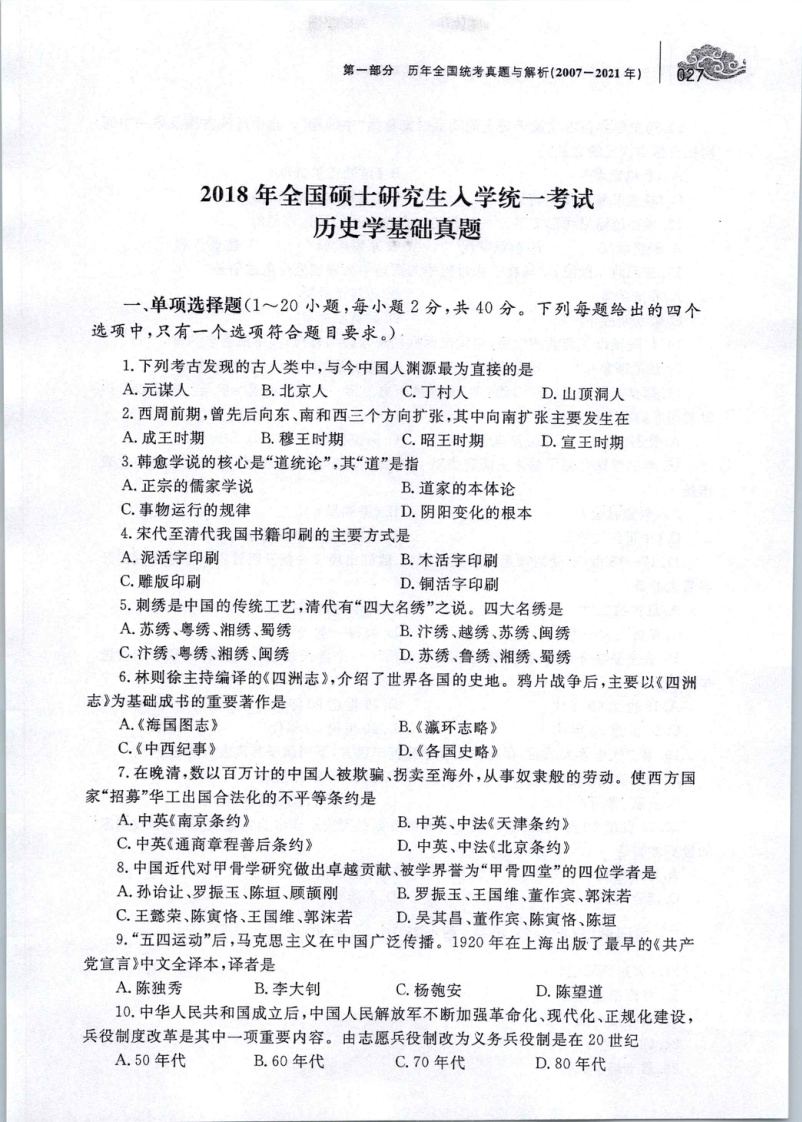 第一部分 历年全国统考真题与解析(2007－2021年) 027
2018年全国硕士研究生入学统一考试
历史学基础真题
一、单项选择题(1～20小题,每小题2分,共40分。下列每题给出的四个
选项中,只有一个选项符合题目要求。)
1.下列考古发现的古人类中,与今中国人渊源最为直接的是
A.元谋人 B.北京人 C.丁村人 D.山顶洞人
2.西周前期,曾先后向东、南和西三个方向扩张,其中向南扩张主要发生在
A.成王时期 B.穆王时期 C.昭王时期 D.宣王时期
3.韩愈学说的核心是“道统论”,其“道”是指
A.正宗的儒家学说 B.道家的本体论
C.事物运行的规律 D.阴阳变化的根本
4.宋代至清代我国书籍印刷的主要方式是
A.泥活字印刷 B.木活字印刷
C.雕版印刷 D.铜活字印刷
5.刺绣是中国的传统工艺,清代有“四大名绣”之说。四大名绣是
A.苏绣、粤绣、湘绣、蜀绣 B.汴绣、越绣、苏绣、闽绣
C.汴绣、粤绣、湘绣、闽绣 D.苏绣、鲁绣、湘绣、蜀绣
6.林则徐主持编译的《四洲志》,介绍了世界各国的史地。鸦片战争后,主要以《四洲
志》为基础成书的重要著作是
A.《海国图志》 B.《瀛环志略》
C.《中西纪事》 D.《各国史略》
7.在晚清,数以百万计的中国人被欺骗、拐卖至海外,从事奴隶般的劳动。使西方国
家“招募”华工出国合法化的不平等条约是
A.中英《南京条约》 B.中英、中法《天津条约》
C.中英《通商章程善后条约》 D.中英、中法《北京条约》
8.中国近代对甲骨学研究做出卓越贡献、被学界誉为“甲骨四堂”的四位学者是
A.孙诒让、罗振玉、陈垣、顾颉刚 B.罗振玉、王国维、董作宾、郭沫若
C.王懿荣、陈寅恪、王国维、郭沫若 D.吴其昌、董作宾、陈寅恪、陈垣
9.“五四运动”后,马克思主义在中国广泛传播。1920年在上海出版了最早的《共产
党宣言》中文全译本,译者是
A.陈独秀 B.李大钊 C.杨匏安 D.陈望道
10.中华人民共和国成立后,中国人民解放军不断加强革命化、现代化、正规化建设,
兵役制度改革是其中一项重要内容。由志愿兵役制改为义务兵役制是在20世纪
A.50年代 B.60年代 C.70年代 D.80年代